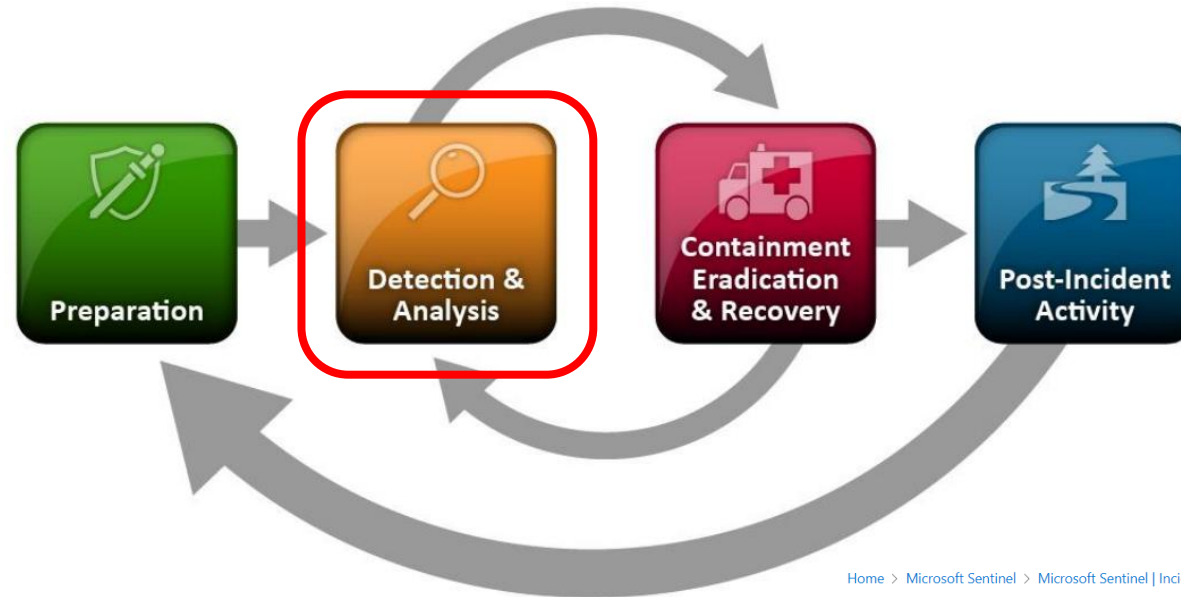 Preparation
Detection &
Analysis
Containment
Eradication
& Recovery
Post-Incident
Activity
Home > Microsoft Sentinel > Microsoft Sentinel | Inci